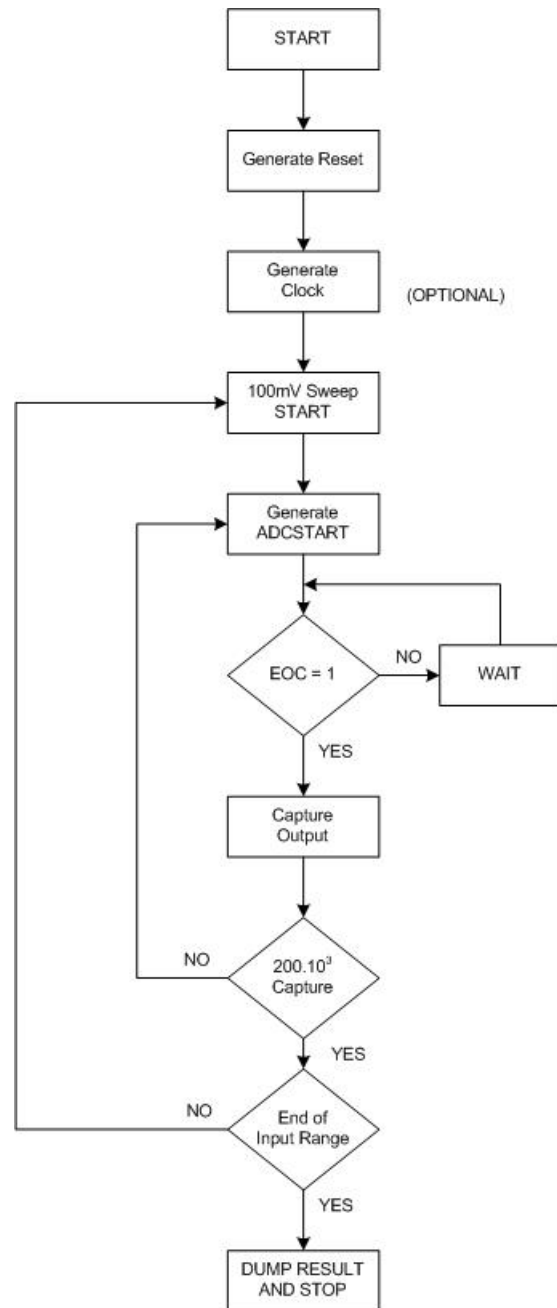 START
Generate Reset
Generate
Clock
(OPTIONAL)
100mV Sweep
START
Generate
ADCSTART
EOC = 1
NO
WAIT
YES
Capture
Output
NO
200.10³
Capture
YES
NO
End of
Input Range
YES
DUMP RESULT
AND STOP